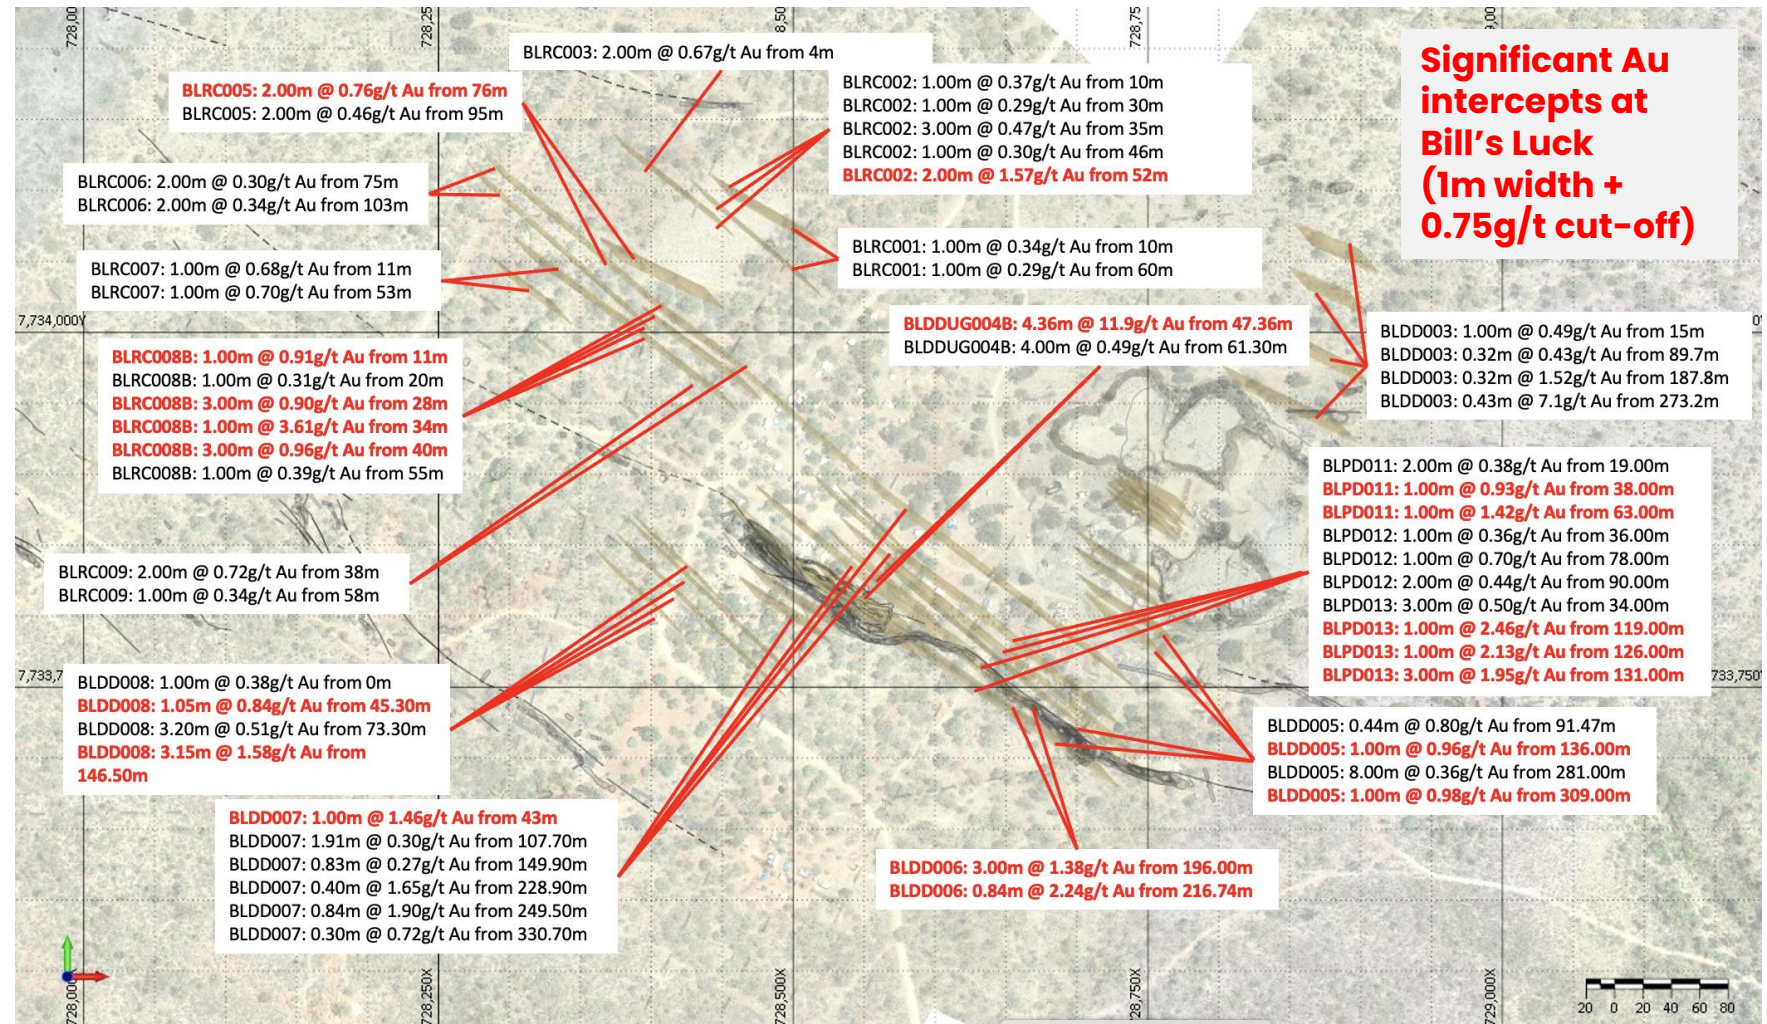 728,00
728,25
8,50
728,75
9,00
Significant Au
intercepts at
Bill's Luck
(1m width +
0.75g/t cut-off)
BLRC003: 2.00m @ 0.67g/t Au from 4m
BLRC005: 2.00m @ 0.76g/t Au from 76m
BLRC005: 2.00m @ 0.46g/t Au from 95m
BLRC002: 1.00m @ 0.37g/t Au from 10m
BLRC002: 1.00m @ 0.29g/t Au from 30m
BLRC002: 3.00m @ 0.47g/t Au from 35m
BLRC002: 1.00m @ 0.30g/t Au from 46m
BLRC002: 2.00m @ 1.57g/t Au from 52m
BLRC006: 2.00m @ 0.30g/t Au from 75m
BLRC006: 2.00m @ 0.34g/t Au from 103m
BLRC001: 1.00m @ 0.34g/t Au from 10m
BLRC001: 1.00m @ 0.29g/t Au from 60m
BLRC007: 1.00m @ 0.68g/t Au from 11m
BLRC007: 1.00m @ 0.70g/t Au from 53m
7,734,000Y
BLDDUG004B: 4.36m @ 11.9g/t Au from 47.36m
BLDDUG004B: 4.00m @ 0.49g/t Au from 61.30m
BLDD003: 1.00m @ 0.49g/t Au from 15m
BLDD003: 0.32m @ 0.43g/t Au from 89.7m
BLDD003: 0.32m @ 1.52g/t Au from 187.8m
BLDD003: 0.43m @ 7.1g/t Au from 273.2m
BLRC008B: 1.00m @ 0.91g/t Au from 11m
BLRC008B: 1.00m @ 0.31g/t Au from 20m
BLRC008B: 3.00m @ 0.90g/t Au from 28m
BLRC008B: 1.00m @ 3.61g/t Au from 34m
BLRC008B: 3.00m @ 0.96g/t Au from 40m
BLRC008B: 1.00m @ 0.39g/t Au from 55m
BLPD011: 2.00m @ 0.38g/t Au from 19.00m
BLPD011: 1.00m @ 0.93g/t Au from 38.00m
BLPD011: 1.00m @ 1.42g/t Au from 63.00m
BLPD012: 1.00m @ 0.36g/t Au from 36.00m
BLPD012: 1.00m @ 0.70g/t Au from 78.00m
BLPD012: 2.00m @ 0.44g/t Au from 90.00m
BLPD013: 3.00m @ 0.50g/t Au from 34.00m
BLPD013: 1.00m @ 2.46g/t Au from 119.00m
BLPD013: 1.00m @ 2.13g/t Au from 126.00m
BLPD013: 3.00m @ 1.95g/t Au from 131.00m
BLRC009: 2.00m @ 0.72g/t Au from 38m
BLRC009: 1.00m @ 0.34g/t Au from 58m
7,733,7
733,750
BLDD008: 1.00m @ 0.38g/t Au from 0m
BLDD008: 1.05m @ 0.84g/t Au from 45.30m
BLDD008: 3.20m @ 0.51g/t Au from 73.30m
BLDD008: 3.15m @ 1.58g/t Au from
146.50m
BLDD005: 0.44m @ 0.80g/t Au from 91.47m
BLDD005: 1.00m @ 0.96g/t Au from 136.00m
BLDD005: 8.00m @ 0.36g/t Au from 281.00m
BLDD005: 1.00m @ 0.98g/t Au from 309.00m
BLDD007: 1.00m @ 1.46g/t Au from 43m
BLDD007: 1.91m @ 0.30g/t Au from 107.70m
BLDD007: 0.83m @ 0.27g/t Au from 149.90m
BLDD007: 0.40m @ 1.65g/t Au from 228.90m
BLDD007: 0.84m @ 1.90g/t Au from 249.50m
BLDD007: 0.30m @ 0.72g/t Au from 330.70m
BLDD006: 3.00m @ 1.38g/t Au from 196.00m
BLDD006: 0.84m @ 2.24g/t Au from 216.74m
728,000
728,250X
728,500X
28,750X
729,000X
20 0 20 40 60 80